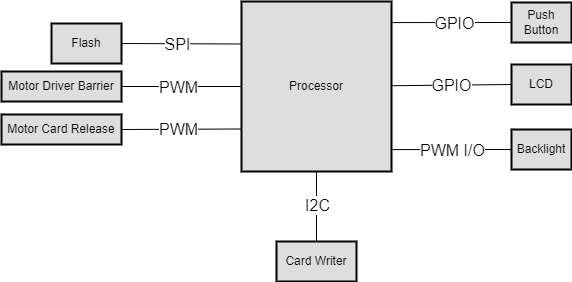 Flash
SPI
Motor Driver Barrier
PWM
Motor Card Release
PWM
Processor
GPIO
Push
Button
GPIO
LCD
PWM I/O
Backlight
I2C
Card Writer